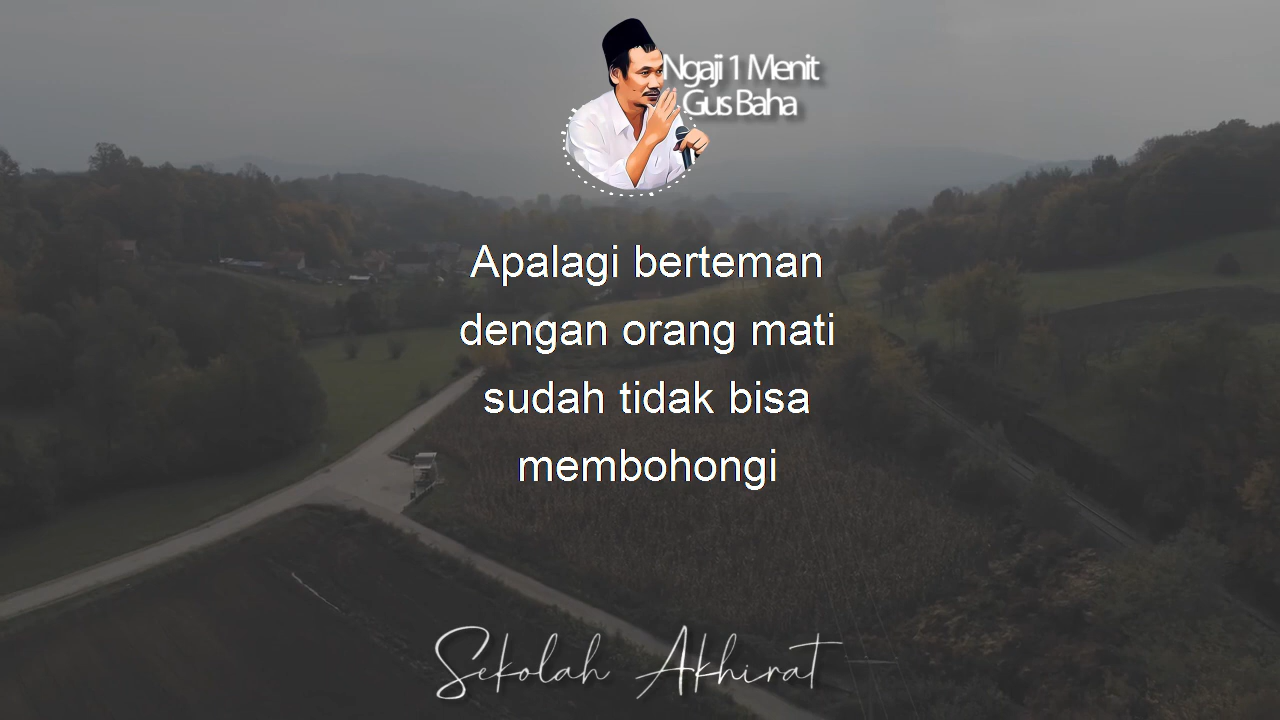 Ngaji 1 Menit
Gus Baha
Apalagi berteman
dengan orang mati
sudah tidak bisa
membohongi
Sekolah Akhirat